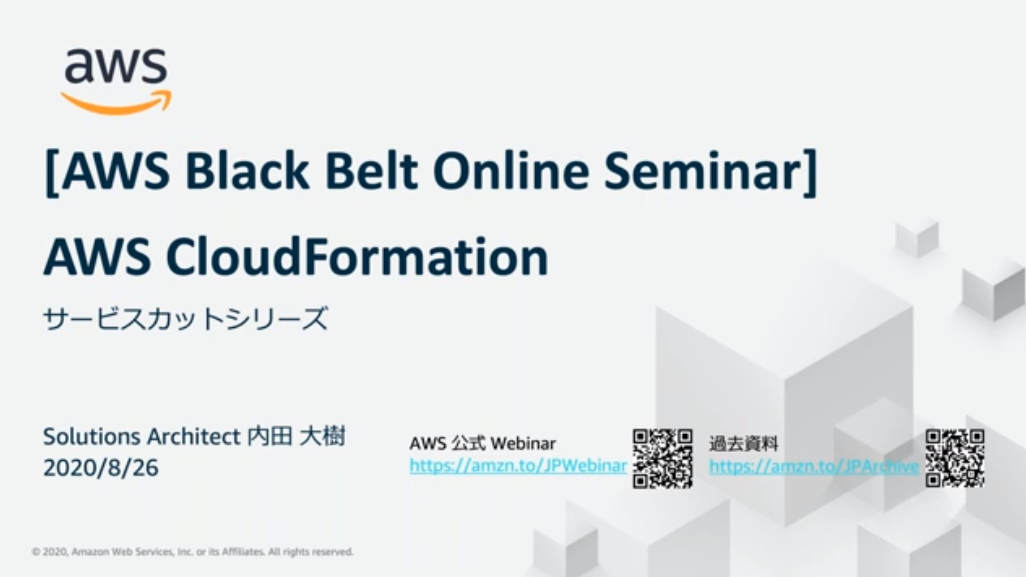 aws
[AWS Black Belt Online Seminar]
AWS CloudFormation
サービスカットシリーズ
Solutions Architect 内田 大樹
2020/8/26
AWS 公式 Webinar
https://amzn.to/JPWebinar
過去資料
https://amzn.to/JPArchive
© 2020, Amazon Web Services, Inc. or its Affiliates. All rights reserved.